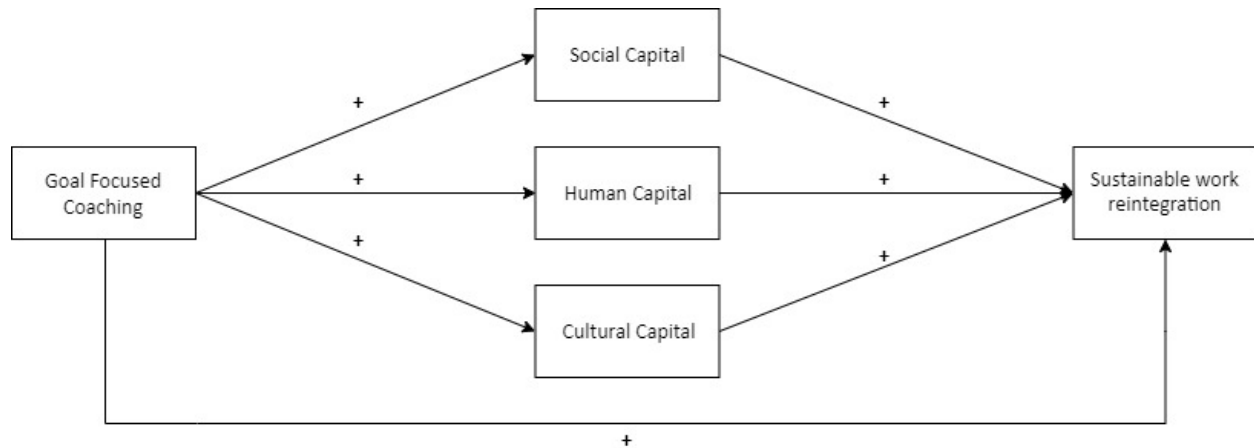 Social Capital
+
+
Goal Focused
Coaching
+
Human Capital
+
Sustainable work
reintegration
+
+
Cultural Capital
+